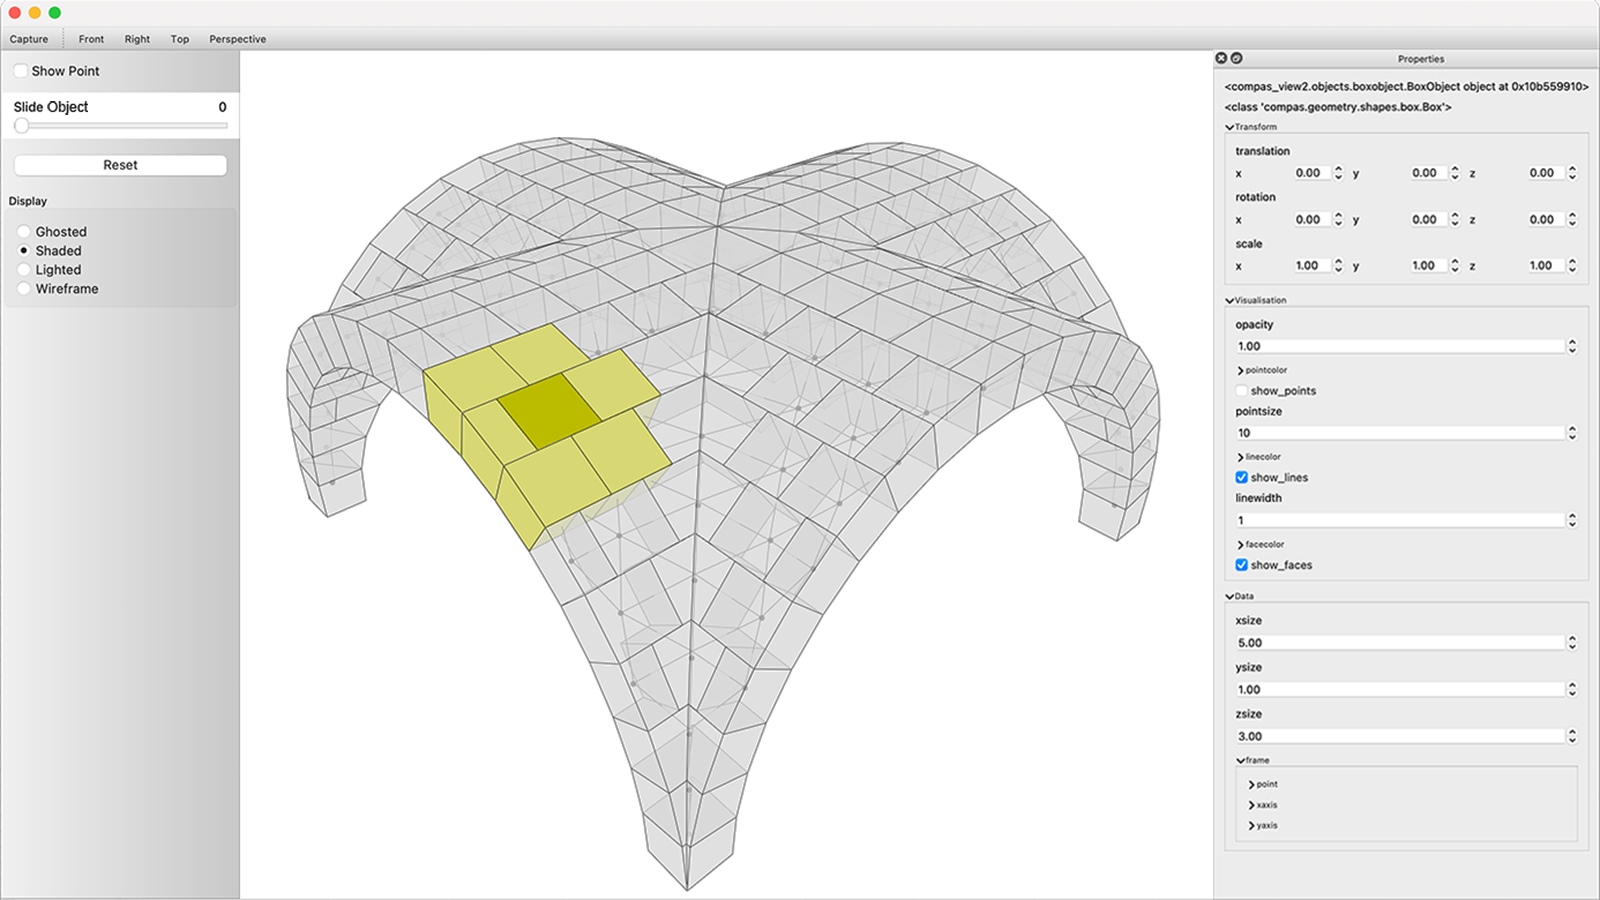 Capture Front Right Top Perspective
Show Point
Slide Object 0
Reset
Display
Ghosted
Shaded
Lighted
Wireframe
Properties
<compas_view2.objects.boxobject.BoxObject object at 0x10b559910>
<class 'compas.geometry.shapes.box.Box'>
Transform
translation
x 0.00 y 0.00 z 0.00
rotation
x 0.00 y 0.00 z 0.00
scale
x 1.00 y 1.00 z 1.00
Visualisation
opacity
1.00
pointcolor
show_points
pointsize
10
linecolor
show_lines
linewidth
1
facecolor
show_faces
Data
xsize
5.00
ysize
1.00
zsize
3.00
frame
point
xaxis
yaxis